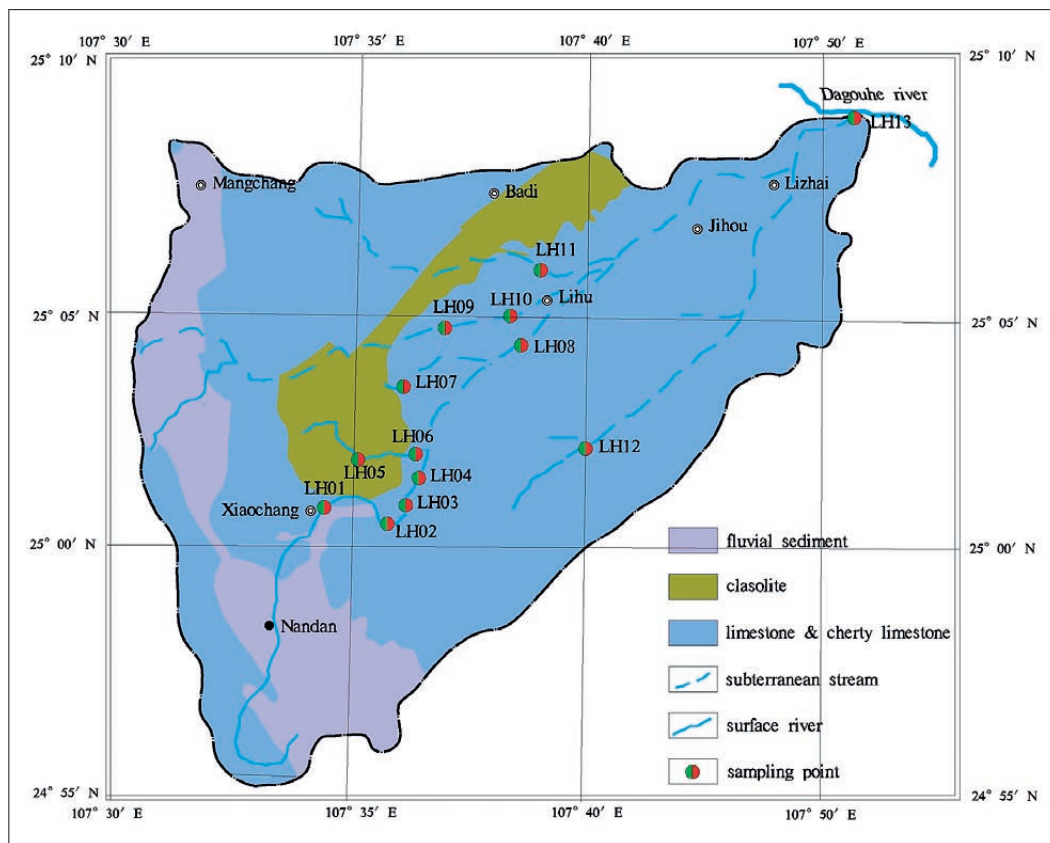 107° 30′ E 107° 35′ E 107° 40′ E 107° 50′ E
25° 10′ N 25° 10′ N
Dagouhe river
LH13
Mangchang Badi Lizhai
Jihou
LH11
Lihu
LH10
LH09
25° 05′ N 25° 05′ N
LH08
LH07
LH06
LH12
LH05 LH04
LH01
Xiaochang LH03
LH02
25° 00′ N 25° 00′ N
fluvial sediment
clasolite
Nandan limestone & cherty limestone
subterranean stream
surface river
sampling point
24° 55′ N 24° 55′ N
107° 30′ E 107° 35′ E 107° 40′ E 107° 50′ E